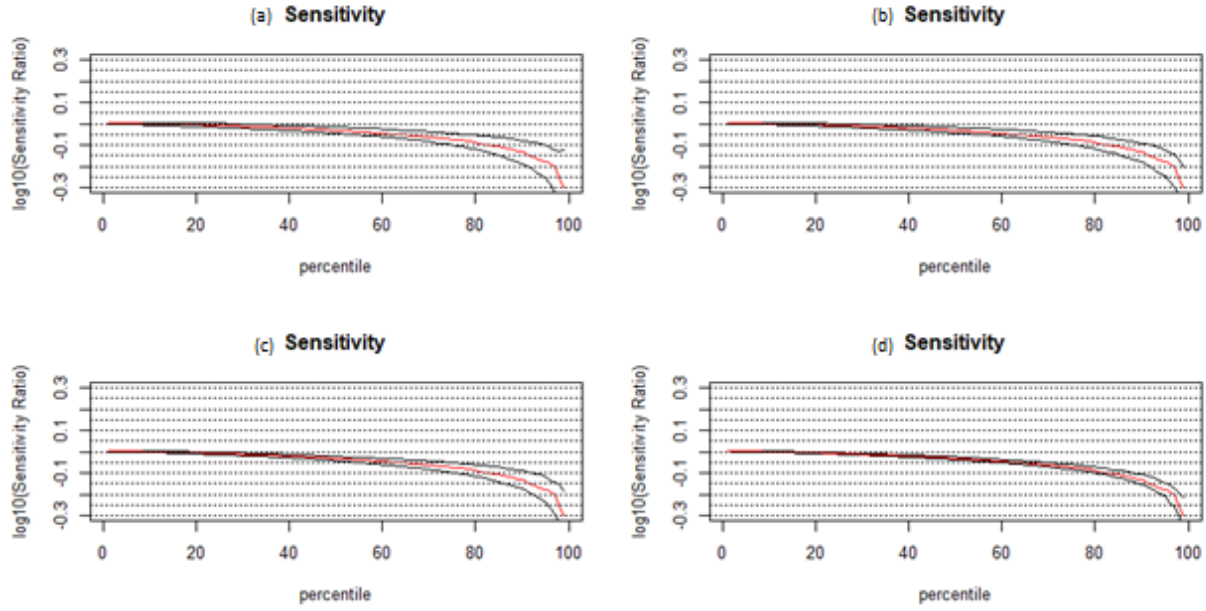 (a) Sensitivity
log10(Sensitivity Ratio)
0.3
0.1
-0.1
-0.3
0 20 40 60 80 100
percentile
(b) Sensitivity
log10(Sensitivity Ratio)
0.3
0.1
-0.1
-0.3
0 20 40 60 80 100
percentile
(c) Sensitivity
log10(Sensitivity Ratio)
0.3
0.1
-0.1
-0.3
0 20 40 60 80 100
percentile
(d) Sensitivity
log10(Sensitivity Ratio)
0.3
0.1
-0.1
-0.3
0 20 40 60 80 100
percentile